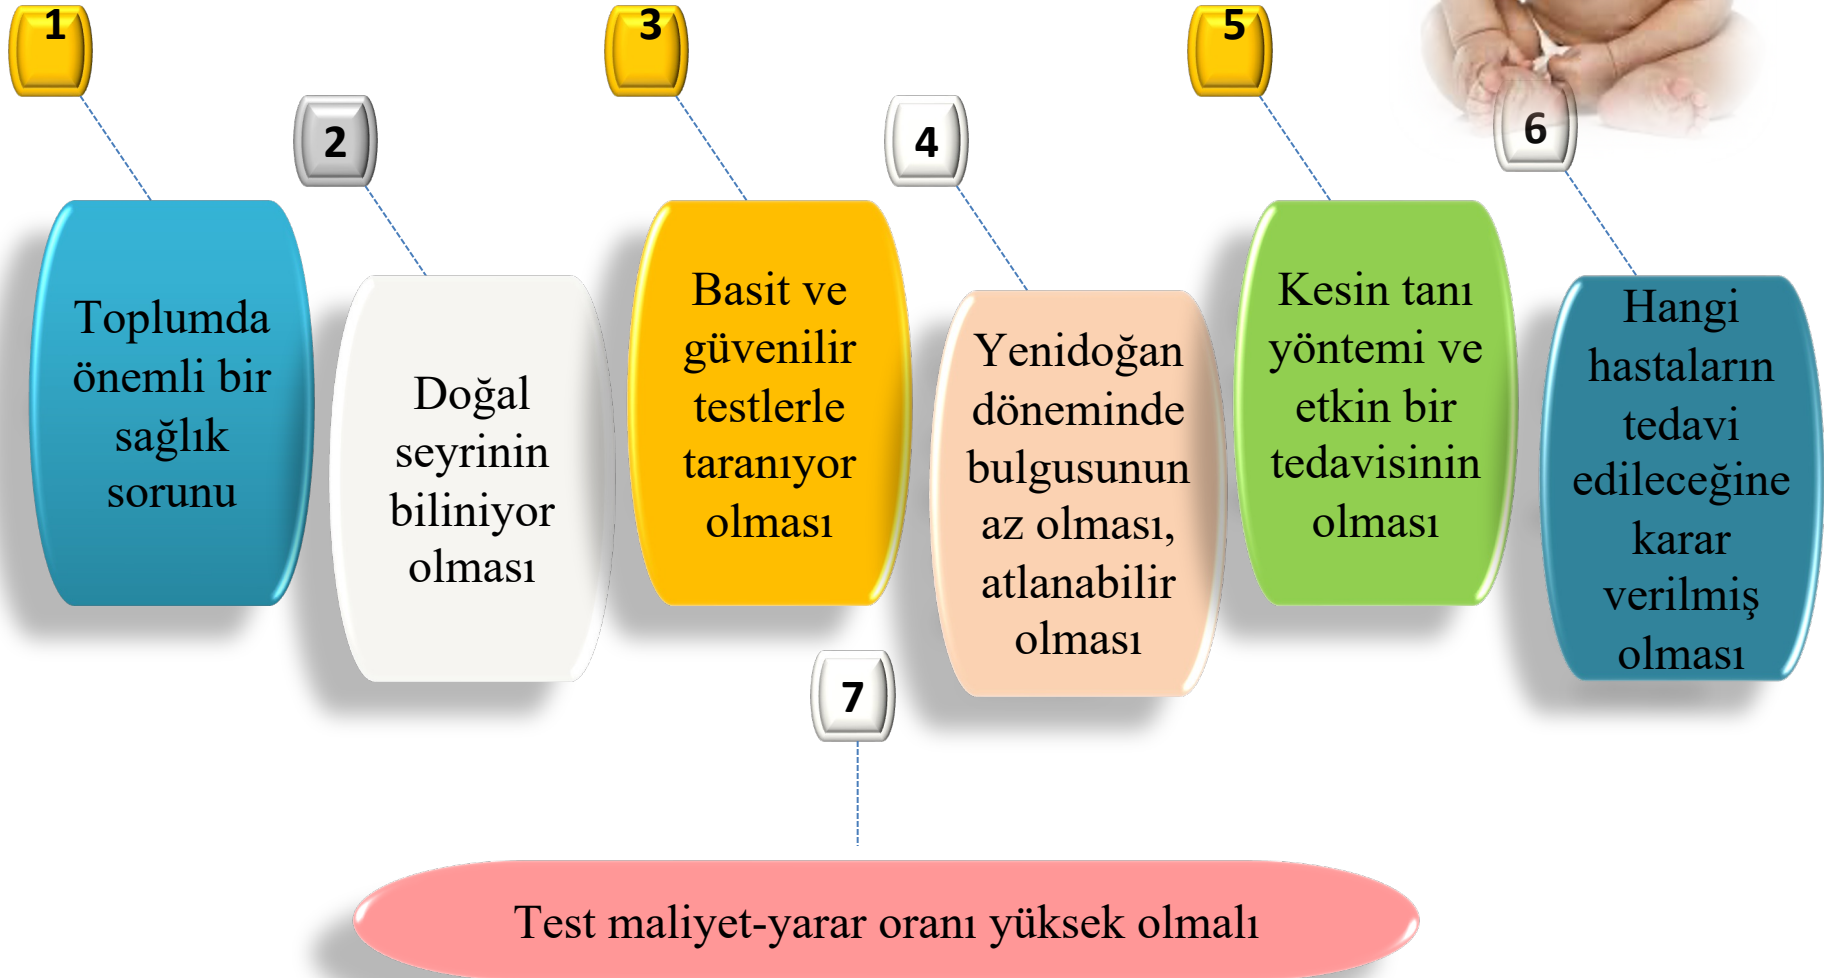 1
Toplumda
önemli bir
sağlık
sorunu
2
Doğal
seyrinin
biliniyor
olması
3
Basit ve
güvenilir
testlerle
taranıyor
olması
4
Yenidoğan
döneminde
bulgusunun
az olması,
atlanabilir
olması
5
Kesin tanı
yöntemi ve
etkin bir
tedavisinin
olması
6
Hangi
hastaların
tedavi
edileceğine
karar
verilmiş
olması
7
Test maliyet-yarar oranı yüksek olmalı